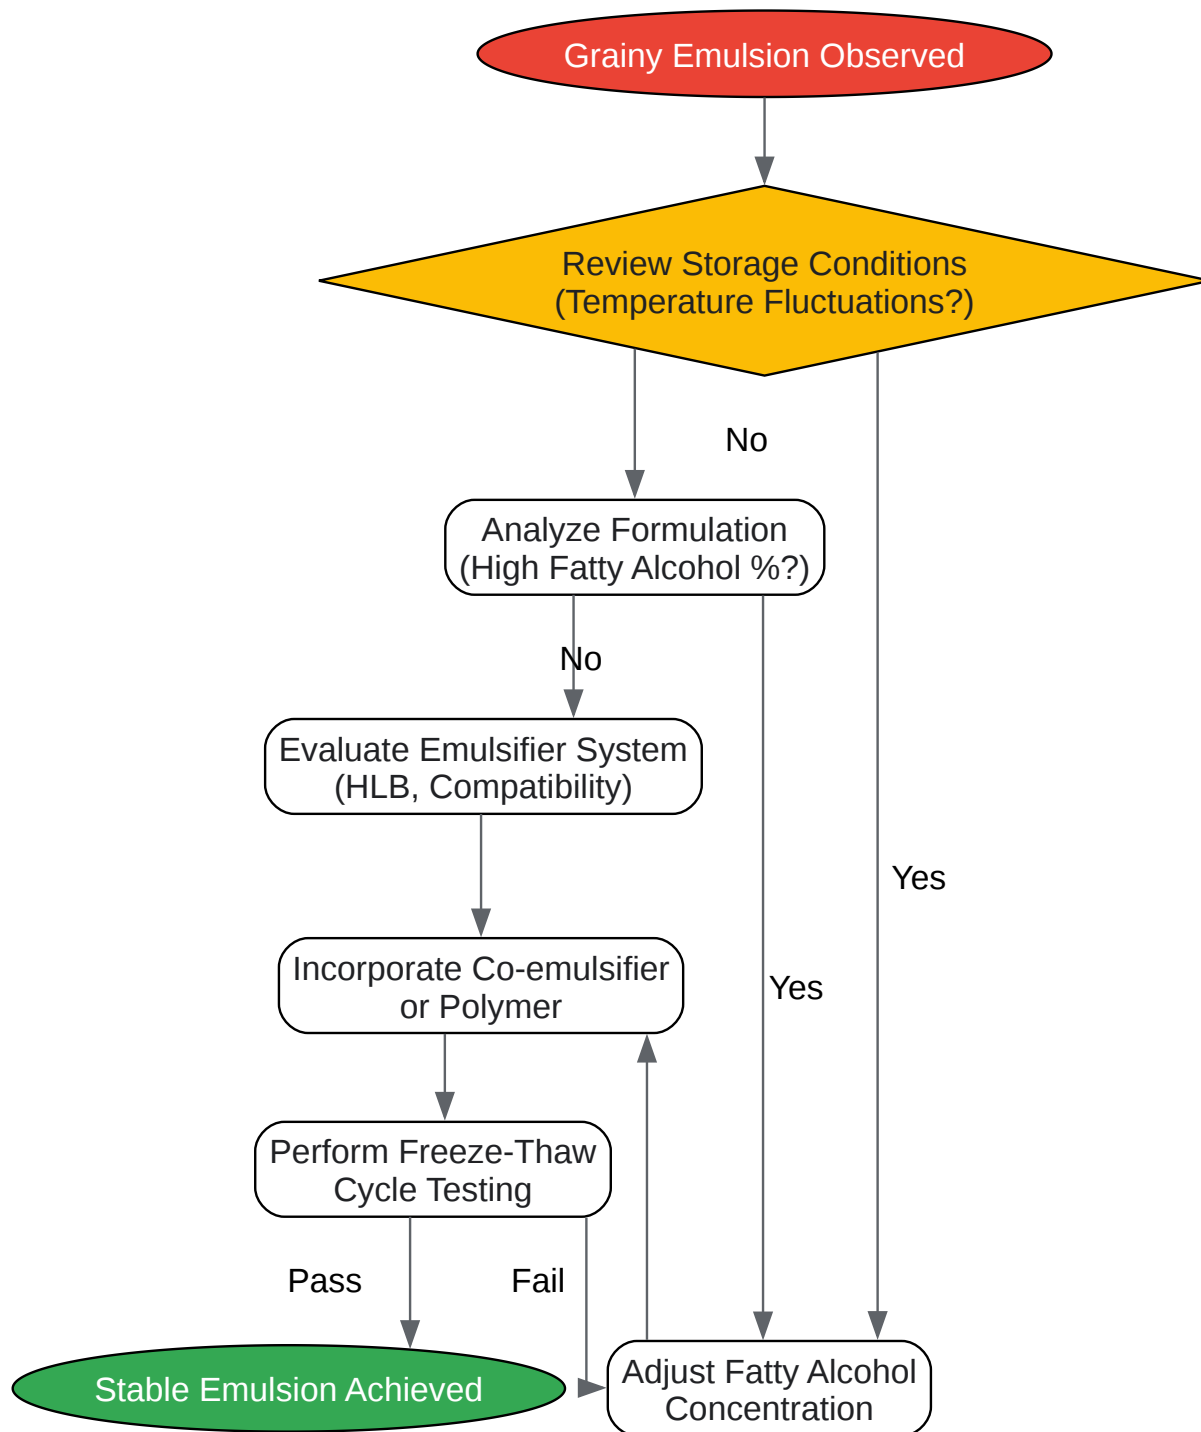 Grainy Emulsion Observed
Review Storage Conditions
(Temperature Fluctuations?)
No
Analyze Formulation
(High Fatty Alcohol %?)
No
Evaluate Emulsifier System
(HLB, Compatibility)
Yes
Incorporate Co-emulsifier
or Polymer
Yes
Perform Freeze-Thaw
Cycle Testing
Pass
Fail
Stable Emulsion Achieved
Adjust Fatty Alcohol
Concentration